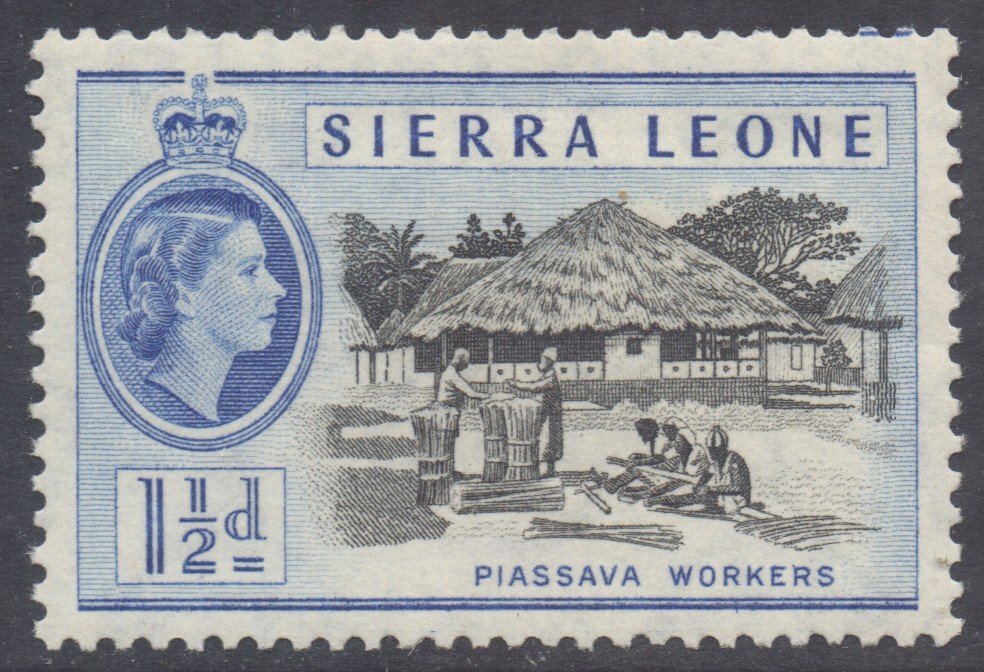 SIERRA LEONE
1½d
PIASSAVA WORKERS